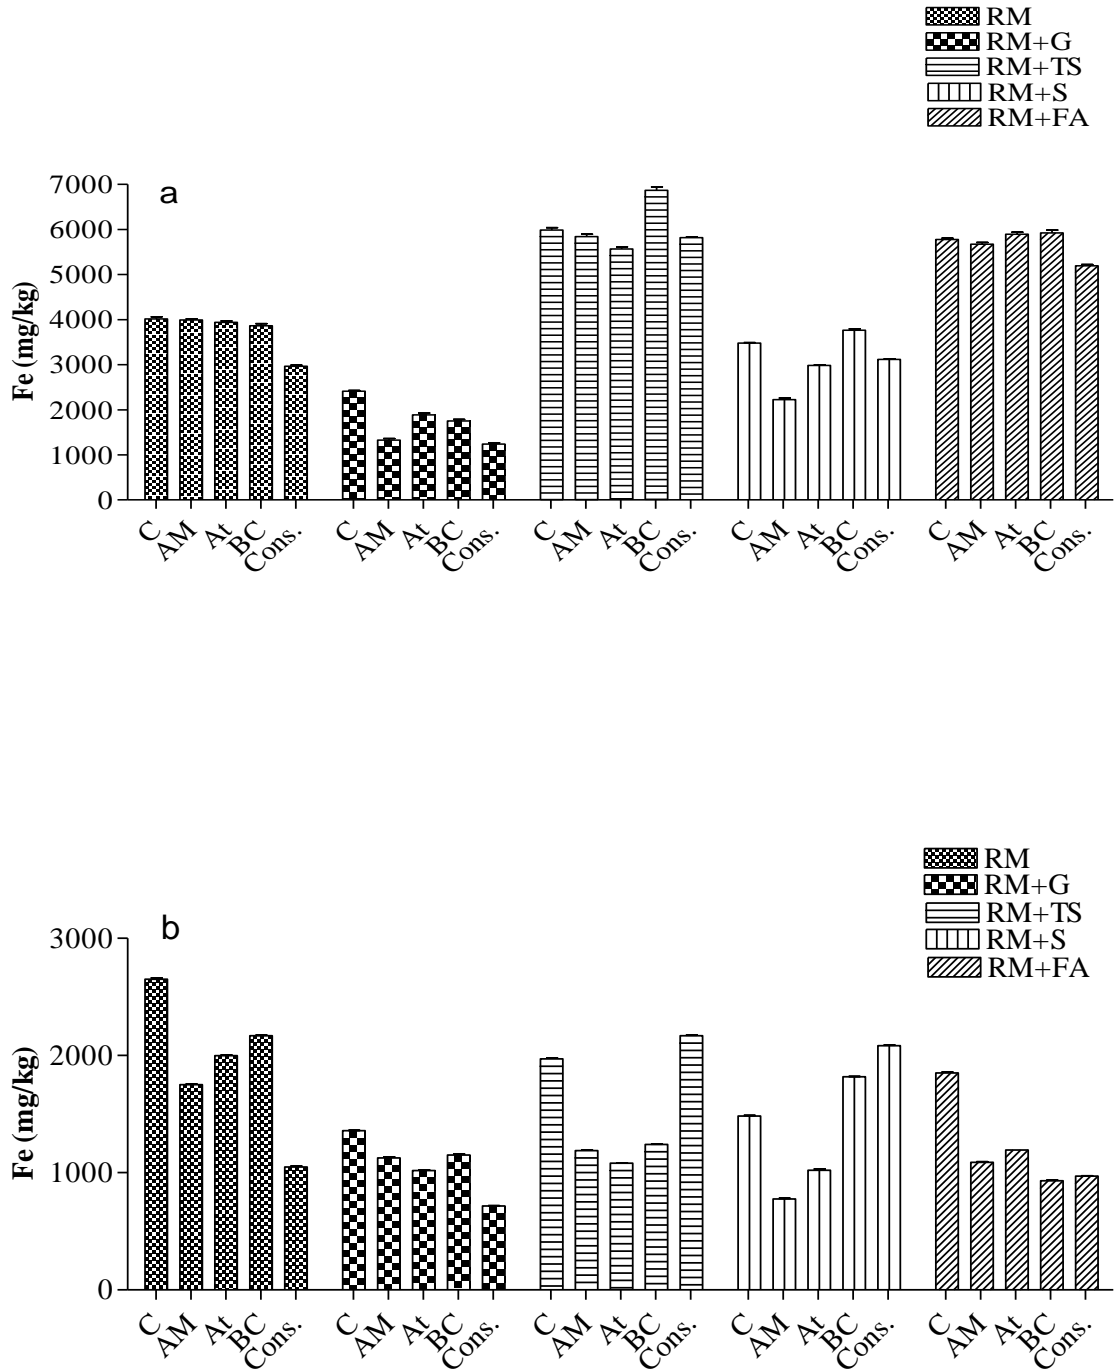 RM
RM+G
RM+TS
RM+S
RM+FA
a
Fe (mg/kg)
7000
6000
5000
4000
3000
2000
1000
0
C AM At BC Cons. C AM At BC Cons. C AM At BC Cons. C AM At BC Cons. C AM At BC Cons.
RM
RM+G
RM+TS
RM+S
RM+FA
b
Fe (mg/kg)
3000
2000
1000
0
C AM At BC Cons. C AM At BC Cons. C AM At BC Cons. C AM At BC Cons. C AM At BC Cons.